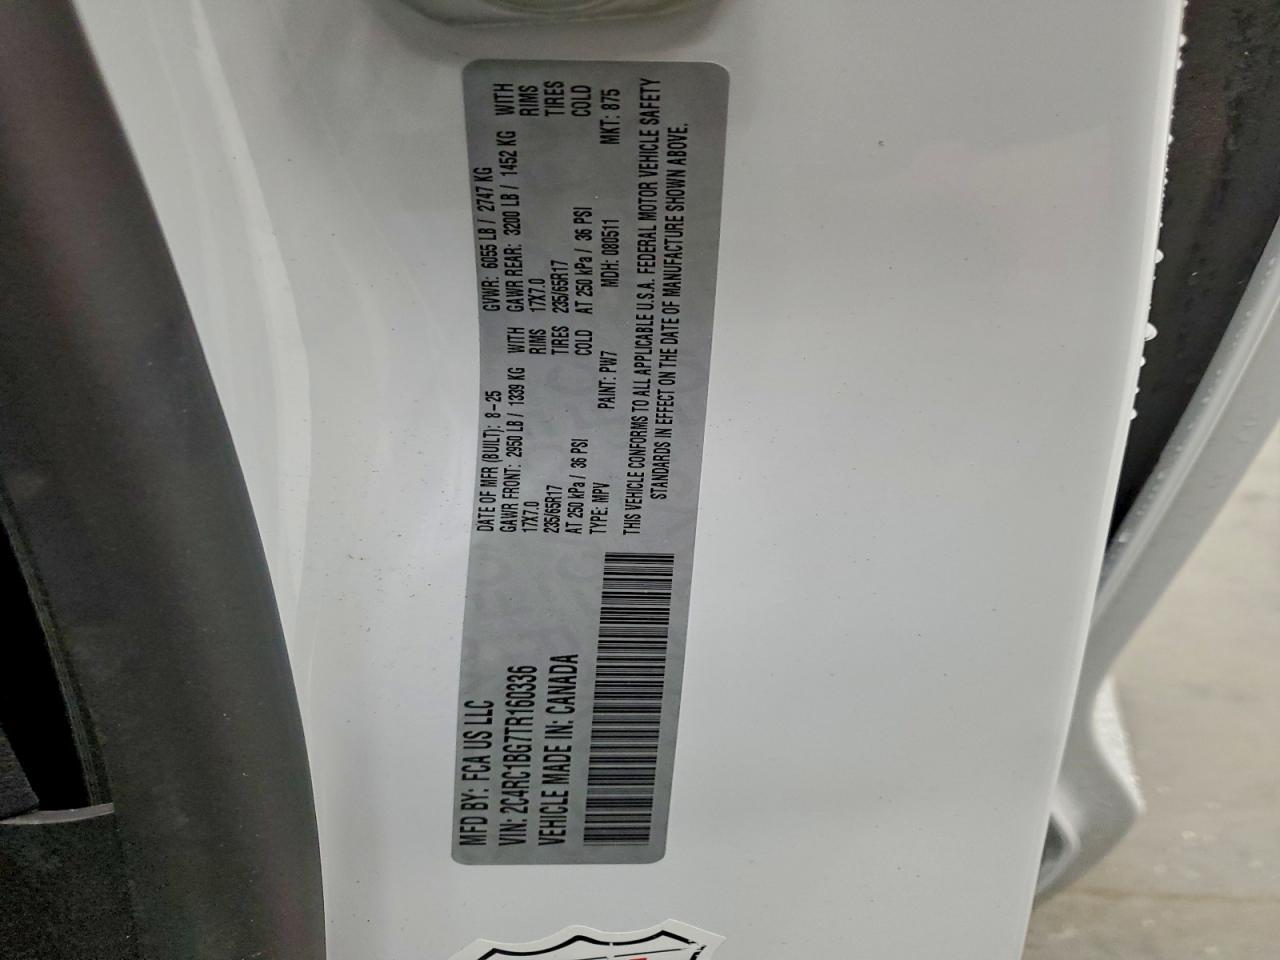 MFD BY: FCA US LLC
VIN: 2C4RC1BG7TR160336
VEHICLE MADE IN: CANADA
DATE OF MFR (BUILT): 8-25 GVWR: 6055 LB / 2747 KG
GAWR FRONT: 2950 LB / 1339 KG WITH GAWR REAR: 3200 LB / 1452 KG WITH
17X7.0 RIMS 17X7.0 RIMS
235/65R17 TIRES 235/65R17 TIRES
AT 250 kPa / 36 PSI COLD AT 250 kPa / 36 PSI COLD
TYPE: MPV PAINT: PW7 MDH: 080511 MKT: 875
THIS VEHICLE CONFORMS TO ALL APPLICABLE U.S.A. FEDERAL MOTOR VEHICLE SAFETY
STANDARDS IN EFFECT ON THE DATE OF MANUFACTURE SHOWN ABOVE.